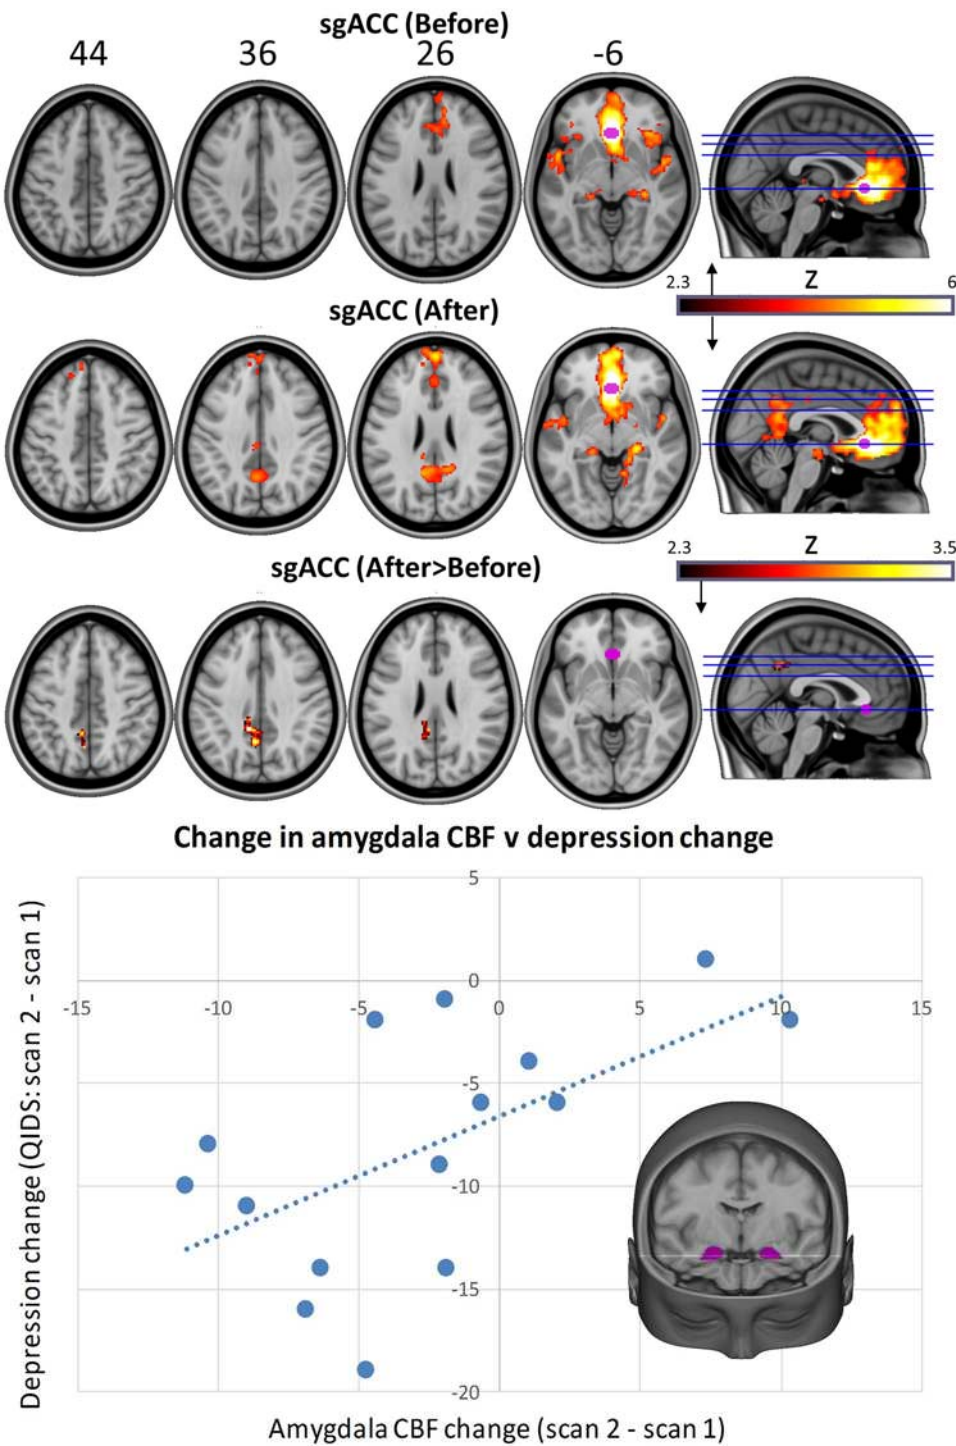 sgACC (Before)
44 36 26 -6
2.3 Z 6
sgACC (After)
2.3 Z 3.5
sgACC (After>Before)
Change in amygdala CBF v depression change
Depression change (QIDS: scan 2 - scan 1)
5
0
-15 -10 -5 0 5 10 15
-5
-10
-15
-20
Amygdala CBF change (scan 2 - scan 1)